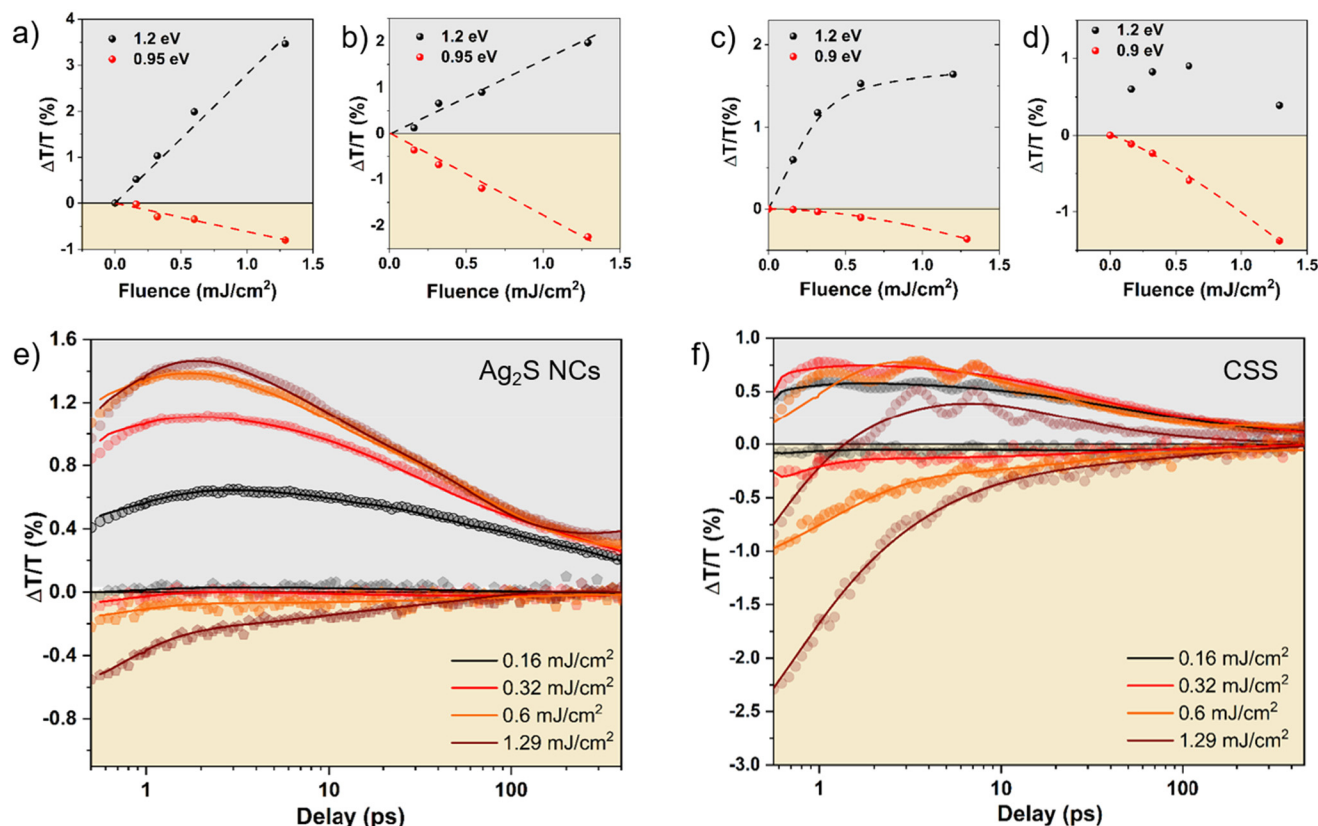 a)
1.2 eV
0.95 eV
ΔT/T (%)
4
3
2
1
0
-1
0.0 0.5 1.0 1.5
Fluence (mJ/cm²)
b)
1.2 eV
0.95 eV
ΔT/T (%)
2
1
0
-1
-2
0.0 0.5 1.0 1.5
Fluence (mJ/cm²)
c)
1.2 eV
0.9 eV
ΔT/T(%)
2
1
0
0.0 0.5 1.0 1.5
Fluence (mJ/cm²)
d)
1.2 eV
0.9 eV
ΔT/T (%)
1
0
-1
0.0 0.5 1.0 1.5
Fluence (mJ/cm²)
e)
Ag₂S NCs
ΔT/T (%)
1.6
1.2
0.8
0.4
0.0
-0.4
-0.8
0.16 mJ/cm²
0.32 mJ/cm²
0.6 mJ/cm²
1.29 mJ/cm²
1 10 100
Delay (ps)
f)
CSS
ΔT/T (%)
1.0
0.5
0.0
-0.5
-1.0
-1.5
-2.0
-2.5
-3.0
0.16 mJ/cm²
0.32 mJ/cm²
0.6 mJ/cm²
1.29 mJ/cm²
1 10 100
Delay (ps)